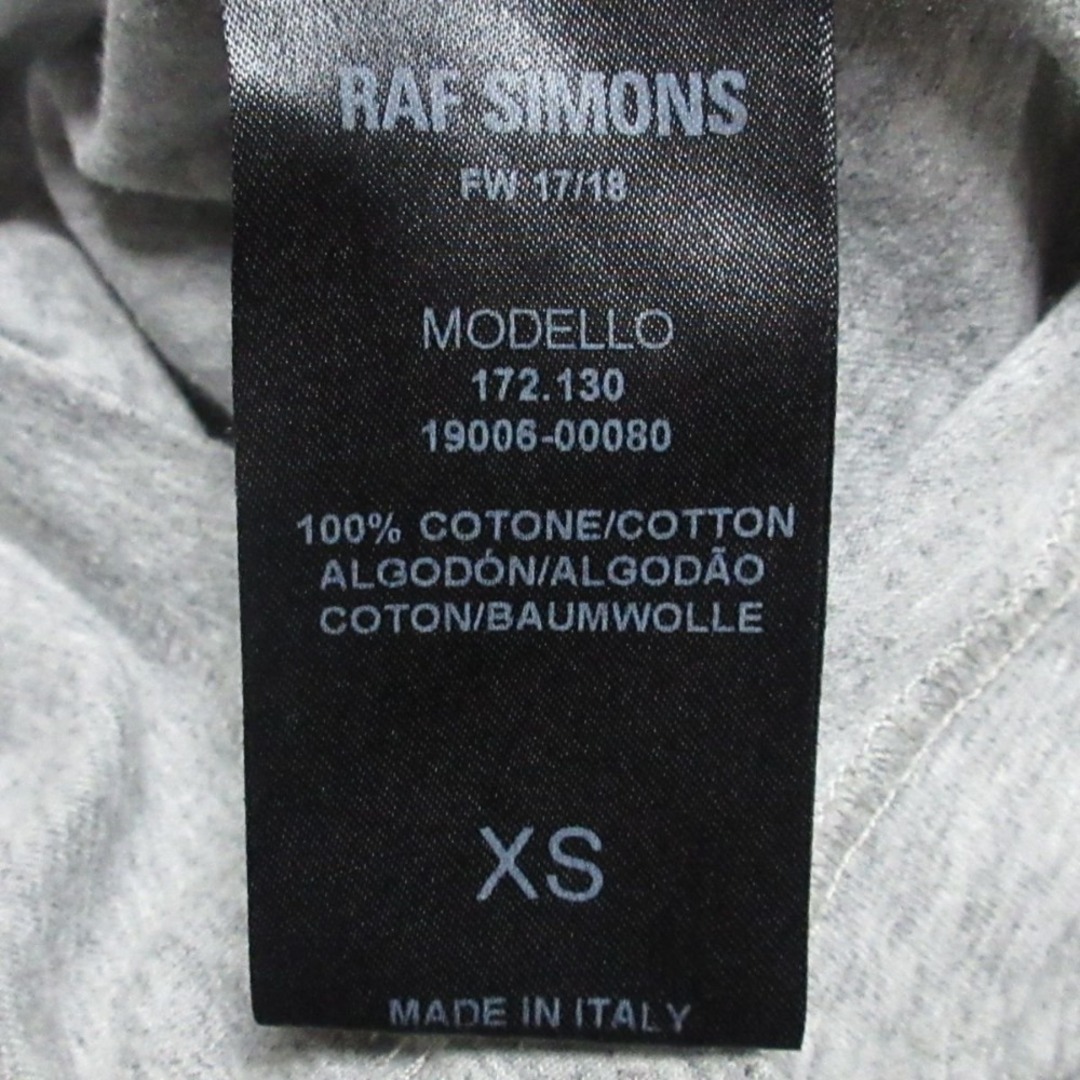 RAF SIMONS
FW 17/18
MODELLO
172.130
19006-00080
100% COTONE/COTTON
ALGODÓN/ALGODÃO
COTON/BAUMWOLLE
XS
MADE IN ITALY